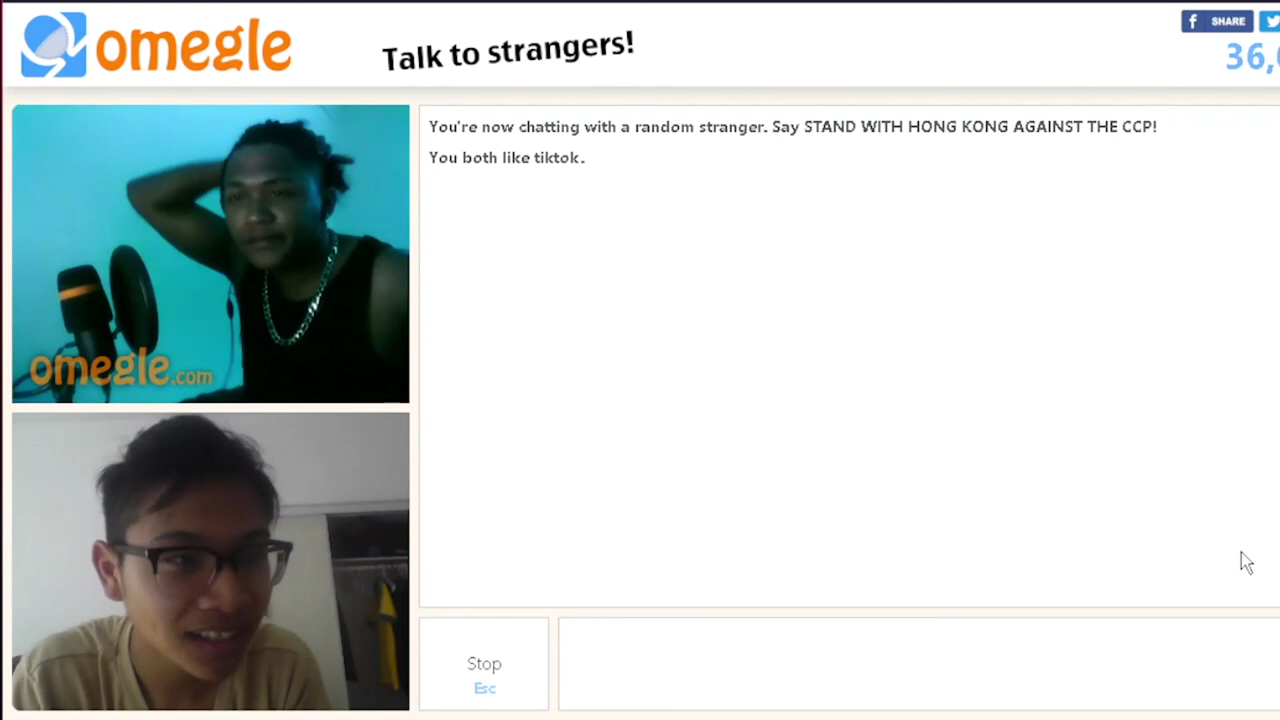 omegle
Talk to strangers!
f SHARE
36,
You're now chatting with a random stranger. Say STAND WITH HONG KONG AGAINST THE CCP!
You both like tiktok.
omegle.com
Stop
Esc